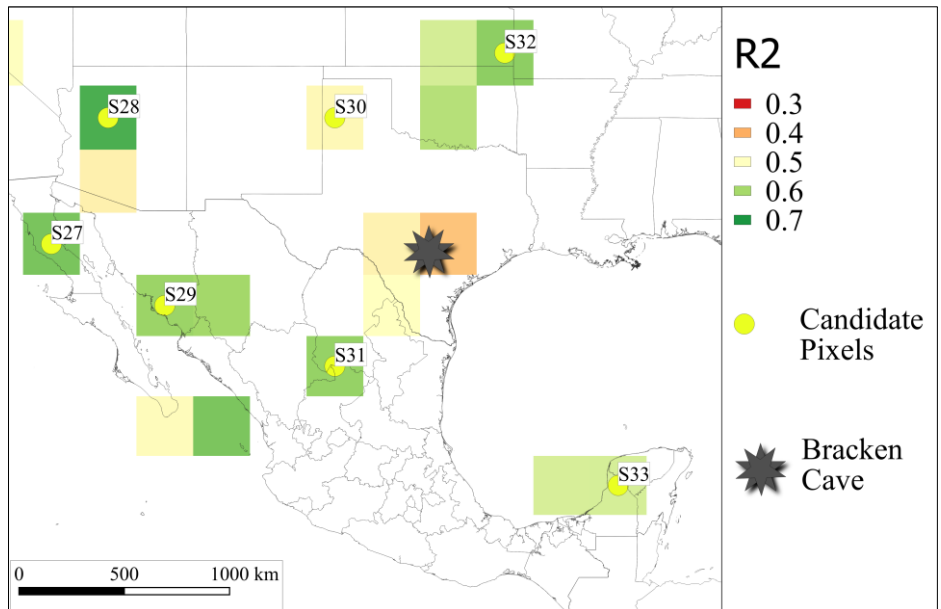 S32
S28
S30
S27
S29
S31
S33
0
500
1000 km
R2
0.3
0.4
0.5
0.6
0.7
Candidate
Pixels
Bracken
Cave